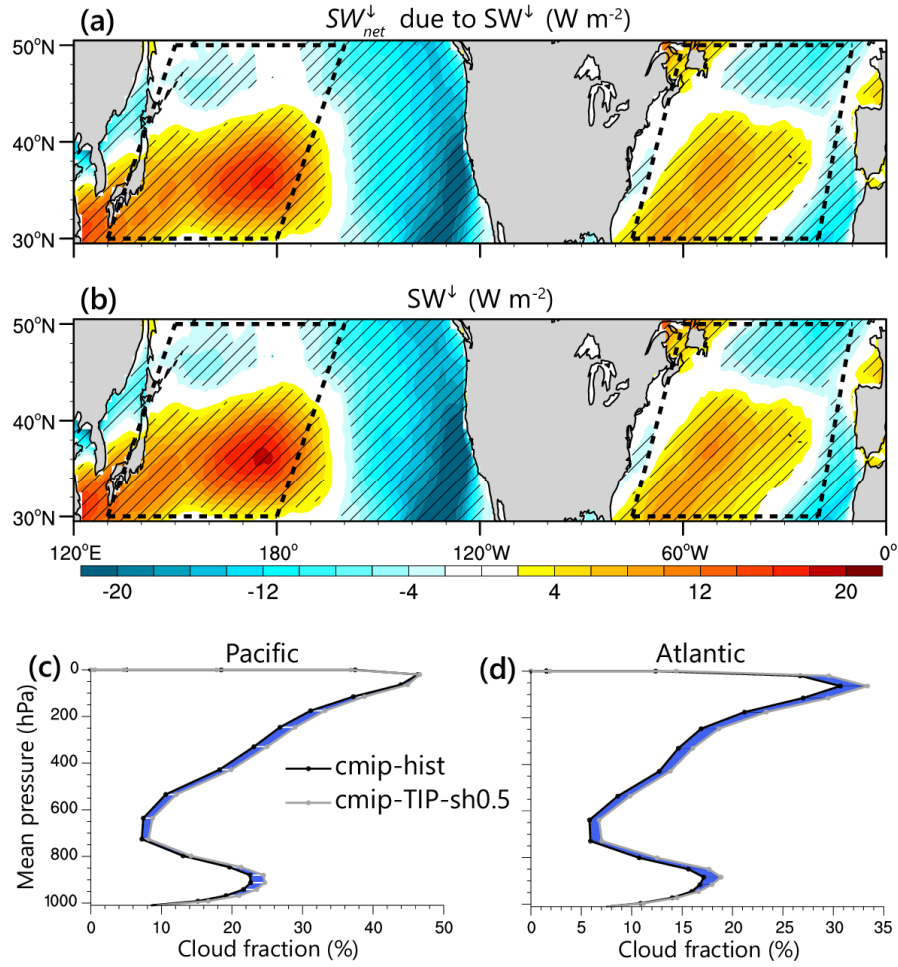 (a) SW↓net due to SW↓ (W m-2)
50°N
40°N
30°N
(b) SW↓ (W m-2)
50°N
40°N
30°N
120°E 180° 120°W 60°W 0°
-20 -12 -4 4 12 20
(c) Pacific (d) Atlantic
0
200
400
600
800
1000
Mean pressure (hPa)
cmip-hist
cmip-TIP-sh0.5
0 10 20 30 40 50 0 5 10 15 20 25 30 35
Cloud fraction (%) Cloud fraction (%)